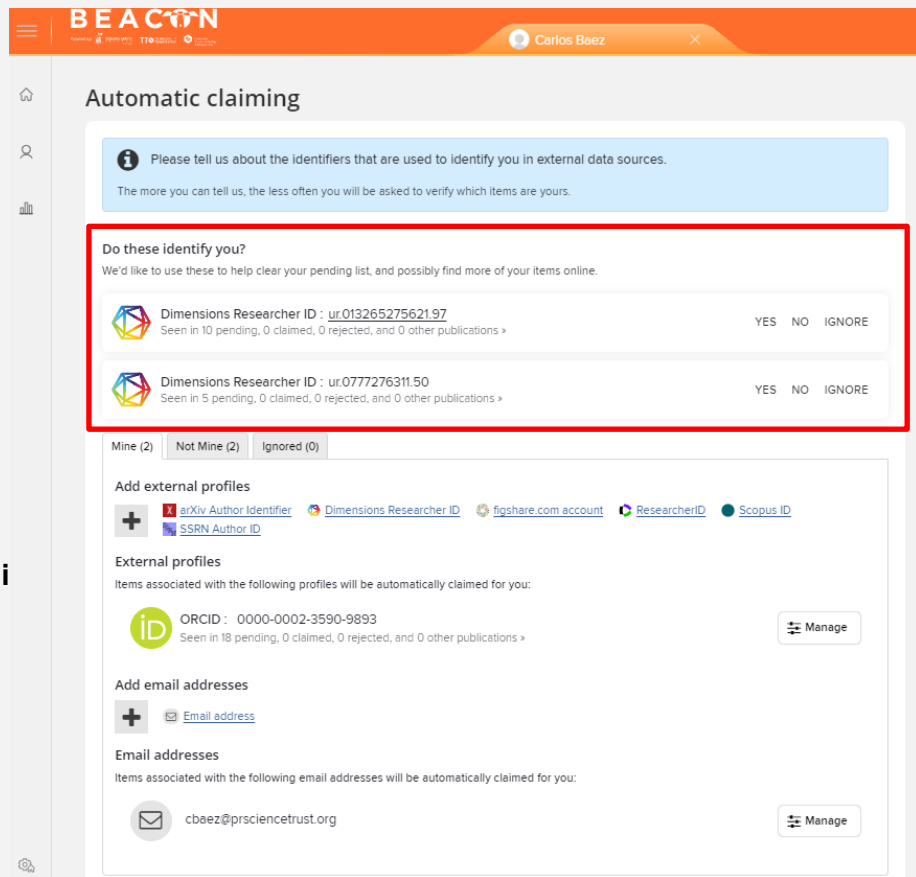 BEACON
Carlos Baez
Automatic claiming
Please tell us about the identifiers that are used to identify you in external data sources.
The more you can tell us, the less often you will be asked to verify which items are yours.
Do these identify you?
We'd like to use these to help clear your pending list, and possibly find more of your items online.
Dimensions Researcher ID : ur.013265275621.97
Seen in 10 pending, 0 claimed, 0 rejected, and 0 other publications »
YES NO IGNORE
Dimensions Researcher ID : ur.0777276311.50
Seen in 5 pending, 0 claimed, 0 rejected, and 0 other publications »
YES NO IGNORE
Mine (2) Not Mine (2) Ignored (0)
Add external profiles
arXiv Author Identifier Dimensions Researcher ID figshare.com account ResearcherID Scopus ID
SSRN Author ID
i
External profiles
Items associated with the following profiles will be automatically claimed for you:
iD ORCID : 0000-0002-3590-9893
Seen in 18 pending, 0 claimed, 0 rejected, and 0 other publications »
Manage
Add email addresses
Email address
Email addresses
Items associated with the following email addresses will be automatically claimed for you:
cbaez@prsciencetrust.org
Manage